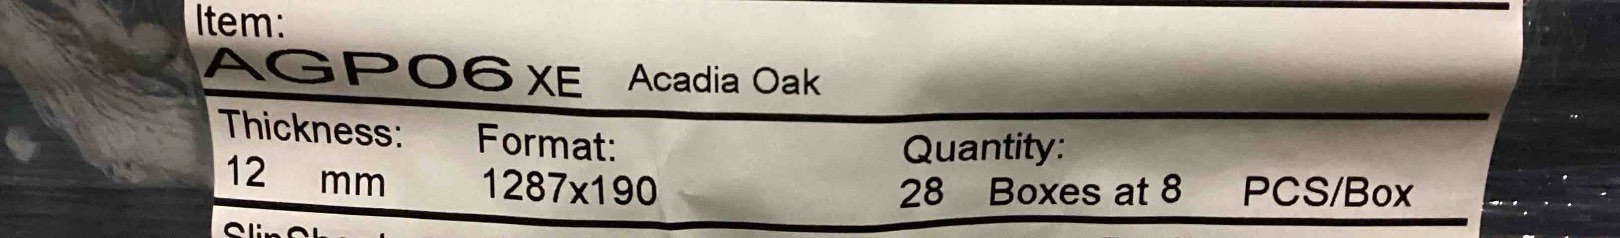 Item:
AGP06 XE Acadia Oak
Thickness: Format: Quantity:
12 mm 1287x190 28 Boxes at 8 PCS/Box